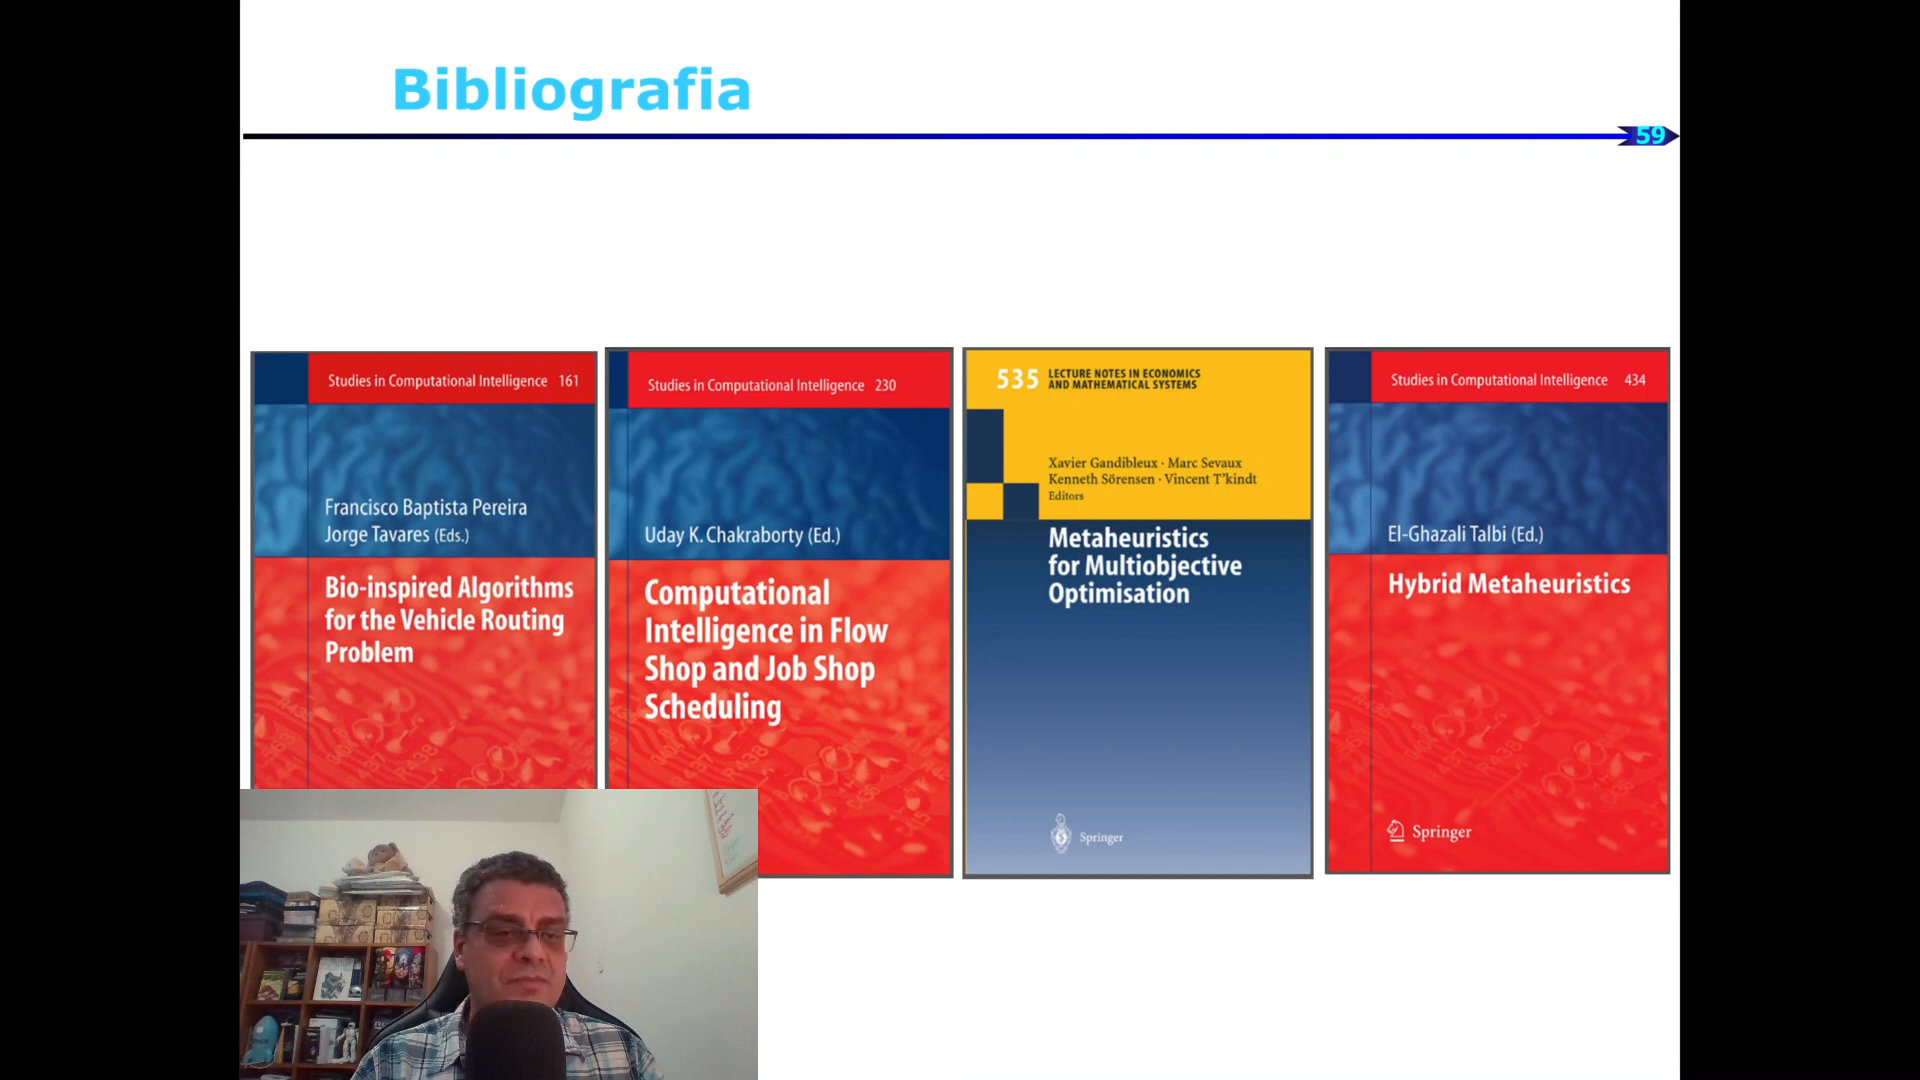 Bibliografia
59
Studies in Computational Intelligence 161
Francisco Baptista Pereira
Jorge Tavares (Eds.)
Bio-inspired Algorithms
for the Vehicle Routing
Problem
Studies in Computational Intelligence 230
Uday K. Chakraborty (Ed.)
Computational
Intelligence in Flow
Shop and Job Shop
Scheduling
535 LECTURE NOTES IN ECONOMICS
AND MATHEMATICAL SYSTEMS
Xavier Gandibleux · Marc Sevaux
Kenneth Sörensen · Vincent T'kindt
Editors
Metaheuristics
for Multiobjective
Optimisation
Springer
Studies in Computational Intelligence 434
El-Ghazali Talbi (Ed.)
Hybrid Metaheuristics
Springer